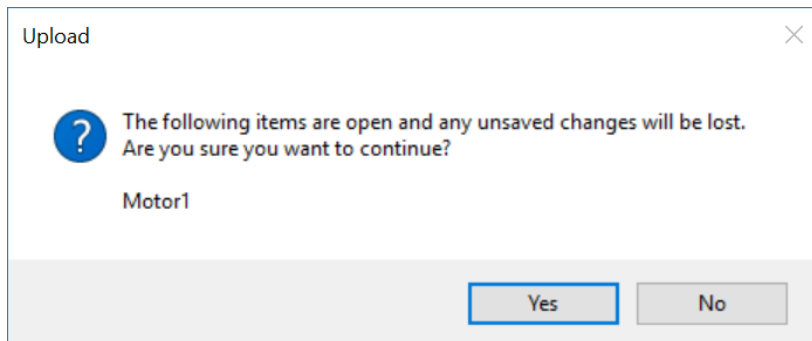 Upload
The following items are open and any unsaved changes will be lost.
Are you sure you want to continue?
Motor1
Yes
No